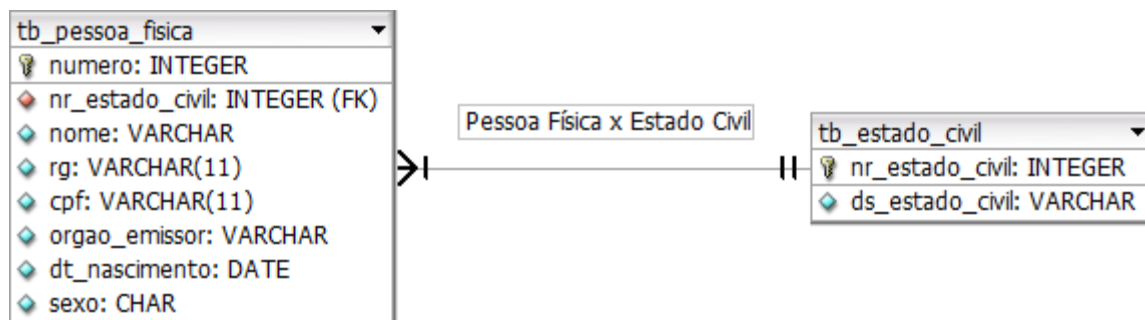 tb_pessoa_fisica
numero: INTEGER
nr_estado_civil: INTEGER (FK)
nome: VARCHAR
rg: VARCHAR(11)
cpf: VARCHAR(11)
orgao_emissor: VARCHAR
dt_nascimento: DATE
sexo: CHAR
Pessoa Física x Estado Civil
tb_estado_civil
nr_estado_civil: INTEGER
ds_estado_civil: VARCHAR